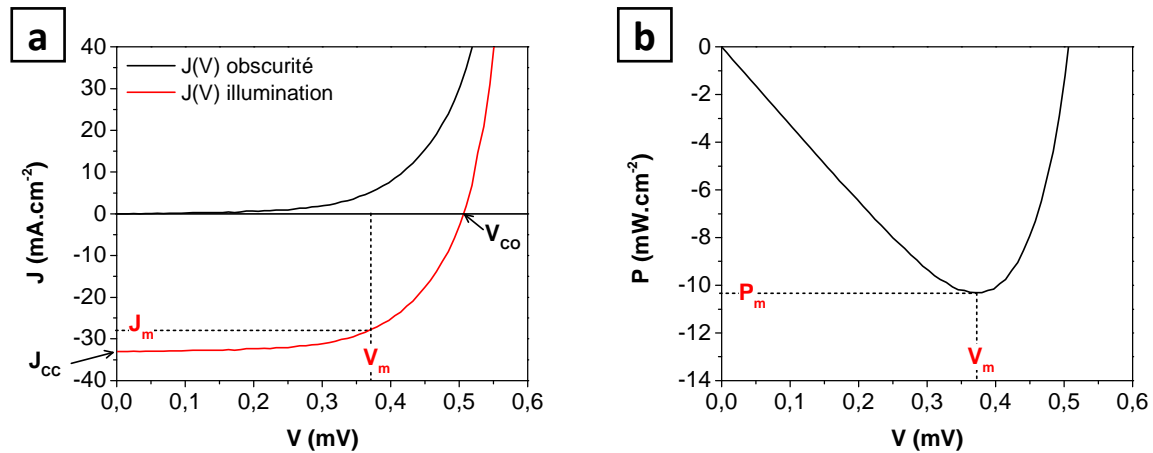 a
J(V) obscurité
J(V) illumination
40
30
20
10
0
-10
-20
-30
-40
J (mA.cm-2)
Jm
JCC
Vm
VCO
0,0 0,1 0,2 0,3 0,4 0,5 0,6
V (mV)
b
0
-2
-4
-6
-8
-10
-12
-14
P (mW.cm-2)
Pm
Vm
0,0 0,1 0,2 0,3 0,4 0,5 0,6
V (mV)